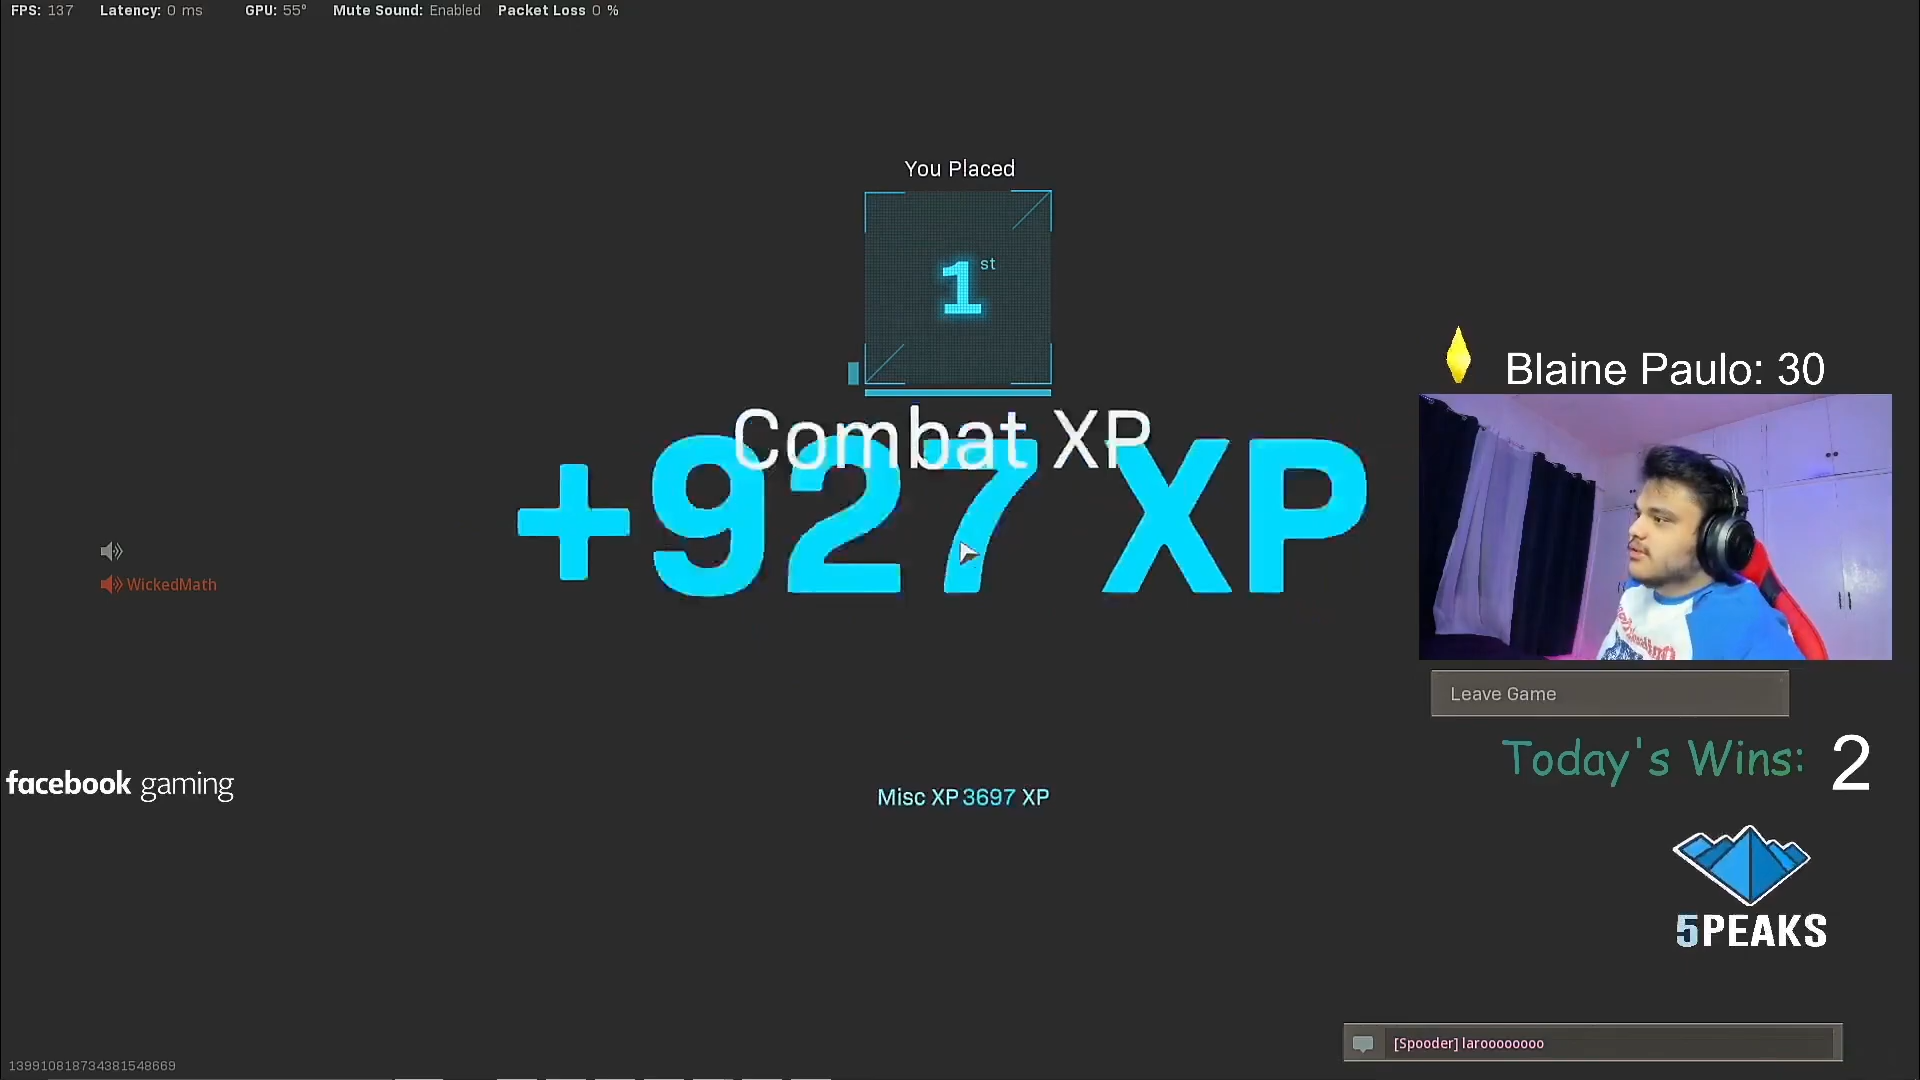 FPS: 137 Latency: 0 ms GPU: 55° Mute Sound: Enabled Packet Loss 0 %
You Placed
1st
Combat XP
+927 XP
Blaine Paulo: 30
WickedMath
Leave Game
Today's Wins: 2
facebook gaming
Misc XP 3697 XP
5PEAKS
[Spooder] laroooooooo
13991081873438154869